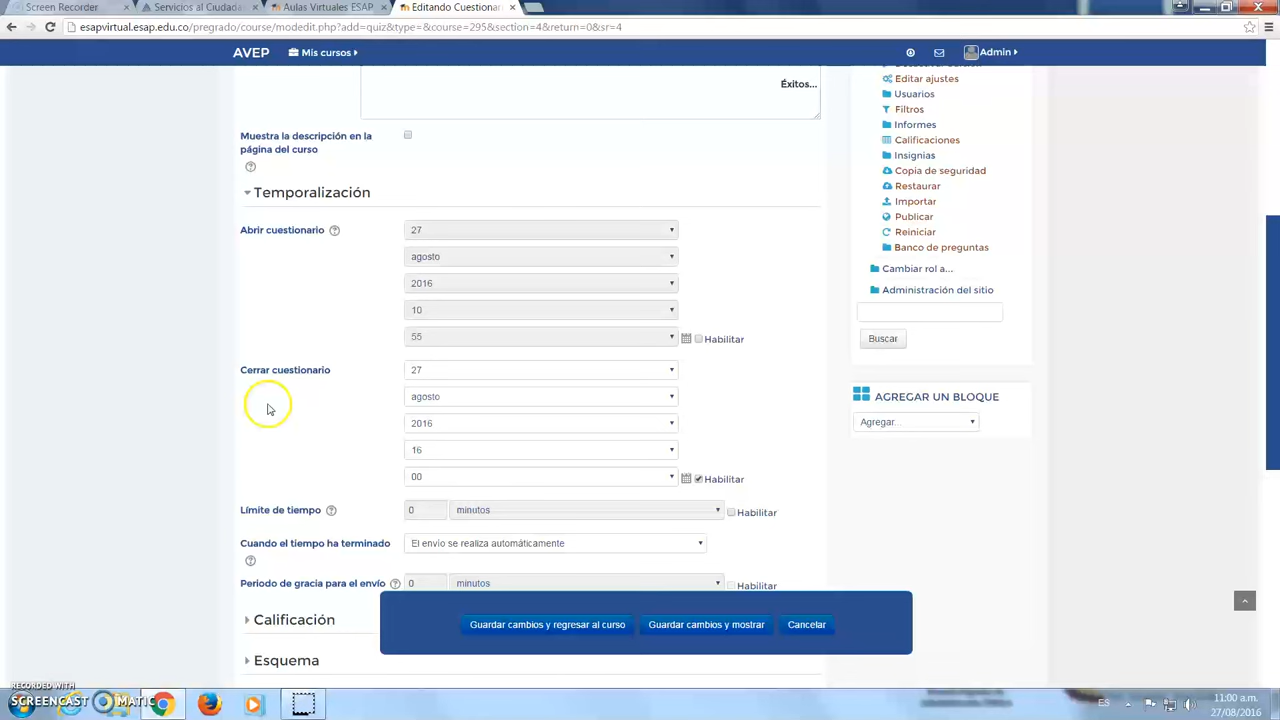 Screen Recorder
Servicios al Ciudada
Aulas Virtuales ESAP
Editando Cuestionar
esapvirtual.esap.edu.co/pregrado/course/modedit.php?add=quiz&type=&course=295&section=4&return=0&sr=4
AVEP
Mis cursos
Admin
Éxitos...
Muestra la descripción en la
página del curso
Temporalización
Abrir cuestionario
27
agosto
2016
10
55
Habilitar
Cerrar cuestionario
27
agosto
2016
16
00
Habilitar
Límite de tiempo
0
minutos
Habilitar
Cuando el tiempo ha terminado
El envío se realiza automáticamente
Periodo de gracia para el envío
0
minutos
Habilitar
Calificación
Esquema
Guardar cambios y regresar al curso
Guardar cambios y mostrar
Cancelar
Editar ajustes
Usuarios
Filtros
Informes
Calificaciones
Insignias
Copia de seguridad
Restaurar
Importar
Publicar
Reiniciar
Banco de preguntas
Cambiar rol a...
Administración del sitio
Buscar
AGREGAR UN BLOQUE
Agregar...
RECORDED WITH
SCREENCAST MATIC
ES
11:00 a.m.
27/08/2016